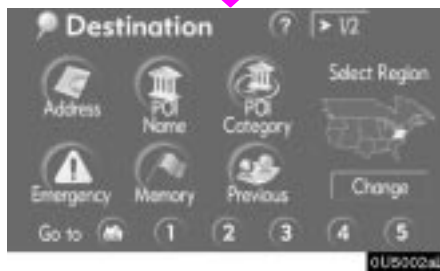 Destination ? > 1/2
Select Region
Address
POI Name
POI Category
Emergency
Memory
Previous
Change
Go to 1 2 3 4 5
0U5002ai